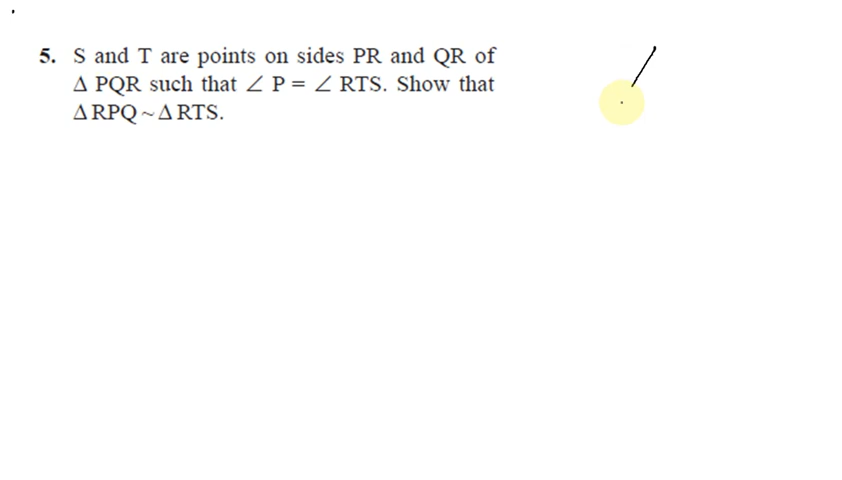 5. S and T are points on sides PR and QR of
Δ PQR such that ∠ P = ∠ RTS. Show that
Δ RPQ ~ Δ RTS.